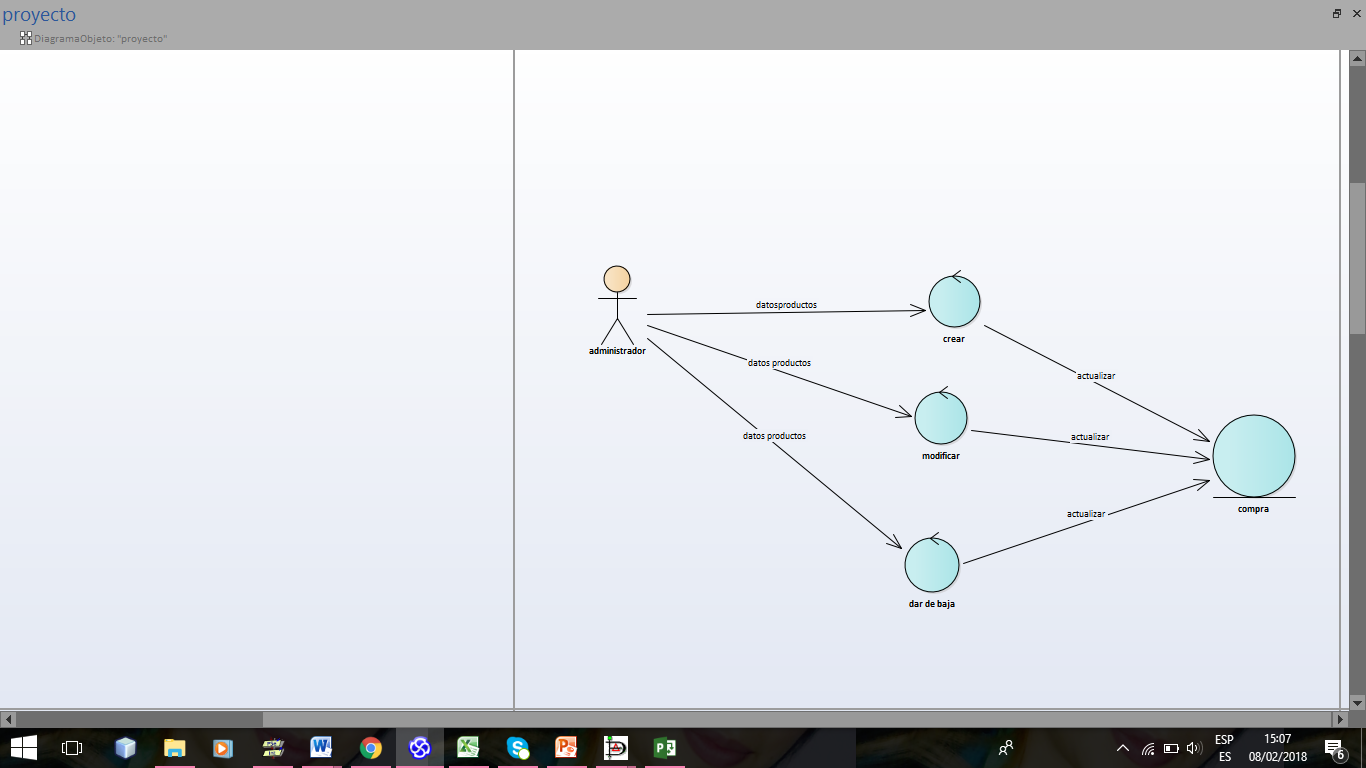 proyecto
DiagramaObjeto: "proyecto"
datosproductos
crear
administrador
datos productos
actualizar
modificar
datos productos
actualizar
compra
actualizar
dar de baja
ESP
ES
15:07
08/02/2018
6